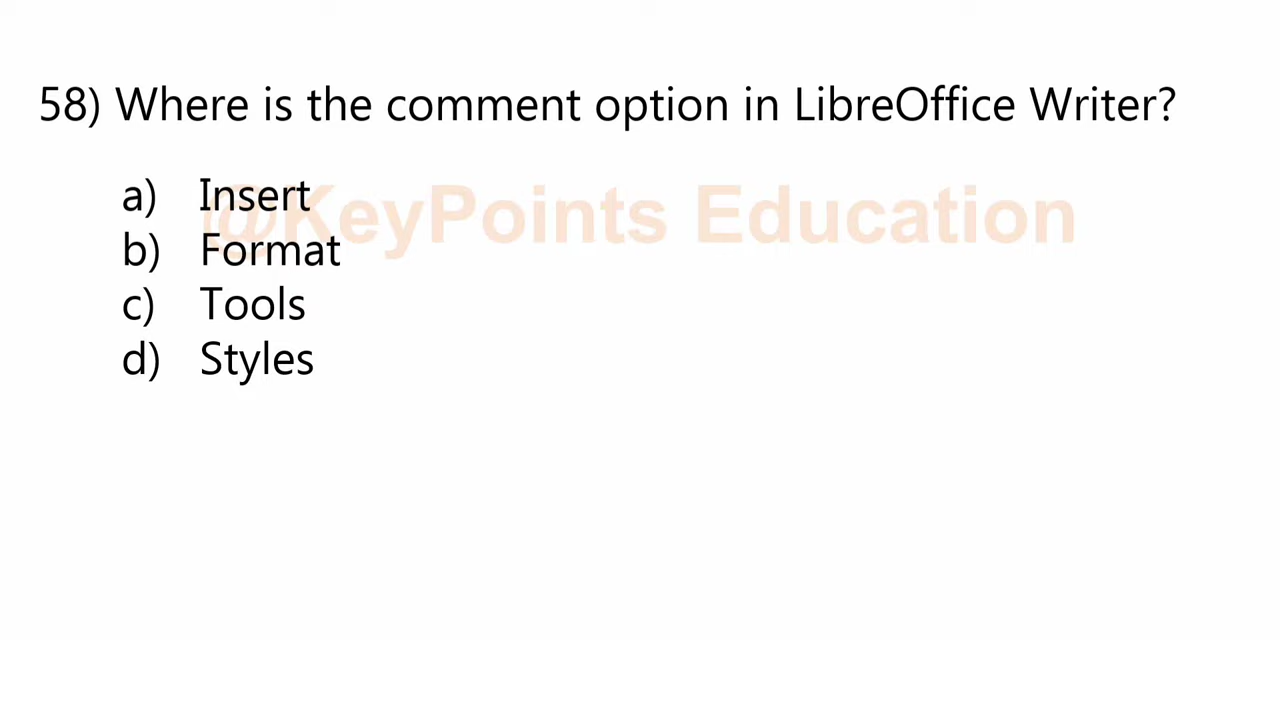 58) Where is the comment option in LibreOffice Writer?
@KeyPoints Education
a) Insert
b) Format
c) Tools
d) Styles